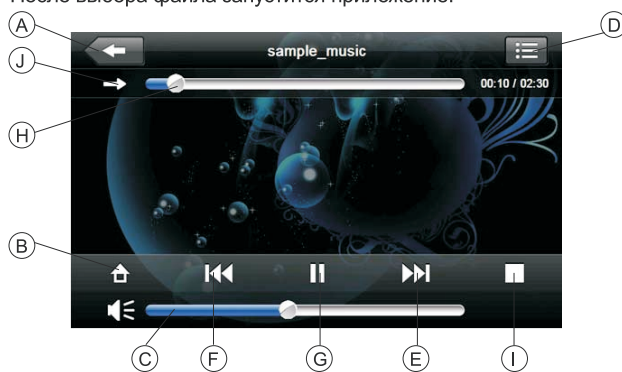 После выбора файла запустится приложение.
A
D
sample_music
J
00:10 / 02:30
H
B
C
F
G
E
I